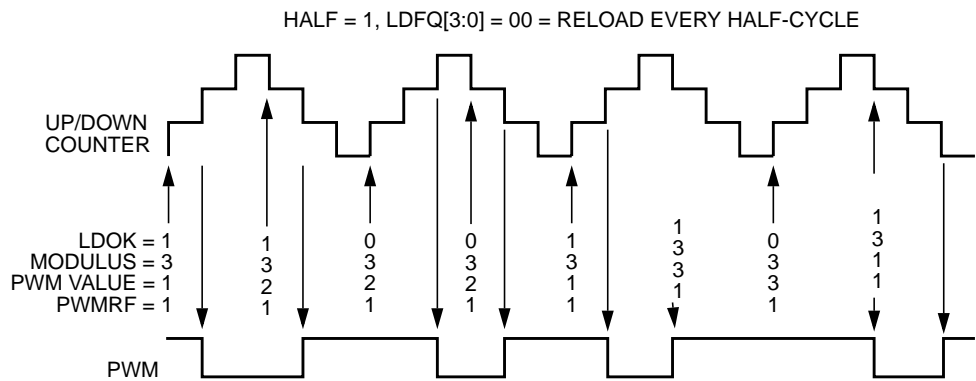 HALF = 1, LDFQ[3:0] = 00 = RELOAD EVERY HALF-CYCLE
UP/DOWN
COUNTER
LDOK = 1 1 0 0 1 1 0 1
MODULUS = 3 3 3 3 3 3 3 3
PWM VALUE = 1 2 2 2 1 3 3 1
PWMRF = 1 1 1 1 1 1 1 1
PWM